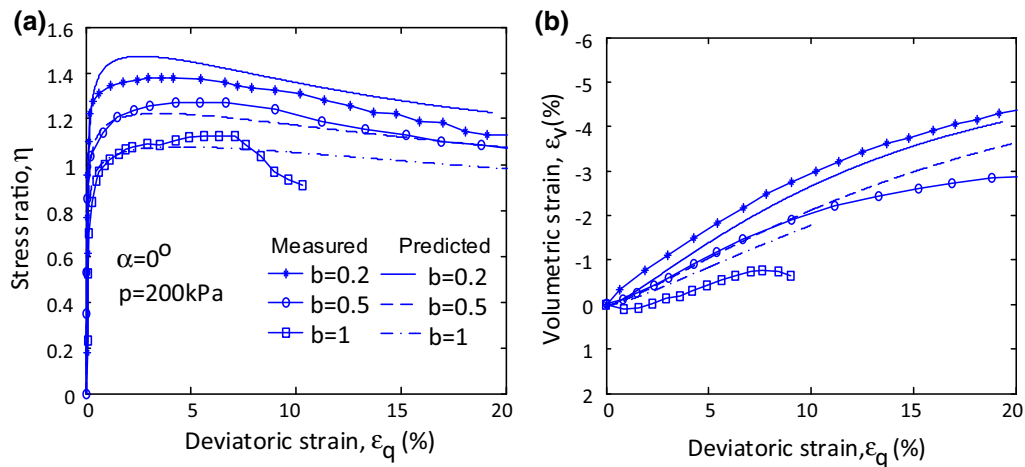 (a)
1.6
1.4
1.2
1
0.8
0.6
0.4
0.2
0
Stress ratio, η
α=0º
p=200kPa
Measured Predicted
b=0.2 b=0.2
b=0.5 b=0.5
b=1 b=1
0 5 10 15 20
Deviatoric strain, εq (%)
(b)
-6
-5
-4
-3
-2
-1
0
1
2
Volumetric strain, εv(%)
0 5 10 15 20
Deviatoric strain,εq (%)